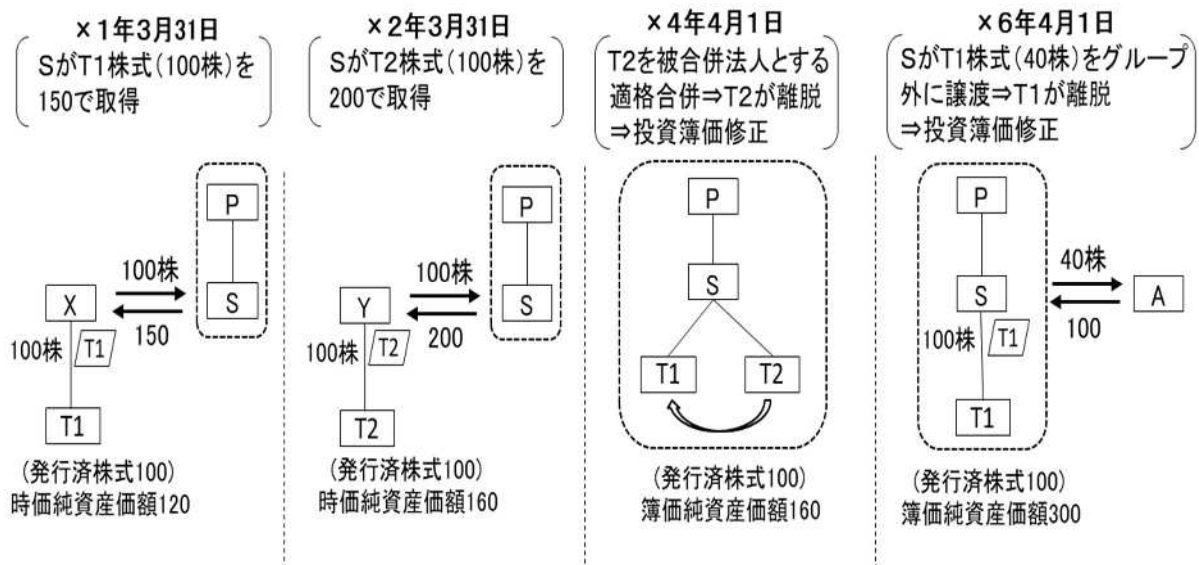 ×1年3月31日
SがT1株式(100株)を
150で取得
×2年3月31日
SがT2株式(100株)を
200で取得
×4年4月1日
T2を被合併法人とする
適格合併⇒T2が離脱
⇒投資簿価修正
×6年4月1日
SがT1株式(40株)をグループ
外に譲渡⇒T1が離脱
⇒投資簿価修正
P
100株
X
S
150
100株
T1
T1
(発行済株式100)
時価純資産価額120
P
100株
Y
S
200
100株
T2
T2
(発行済株式100)
時価純資産価額160
P
S
T1
T2
(発行済株式100)
簿価純資産価額160
P
40株
S
A
100
100株
T1
T1
(発行済株式100)
簿価純資産価額300